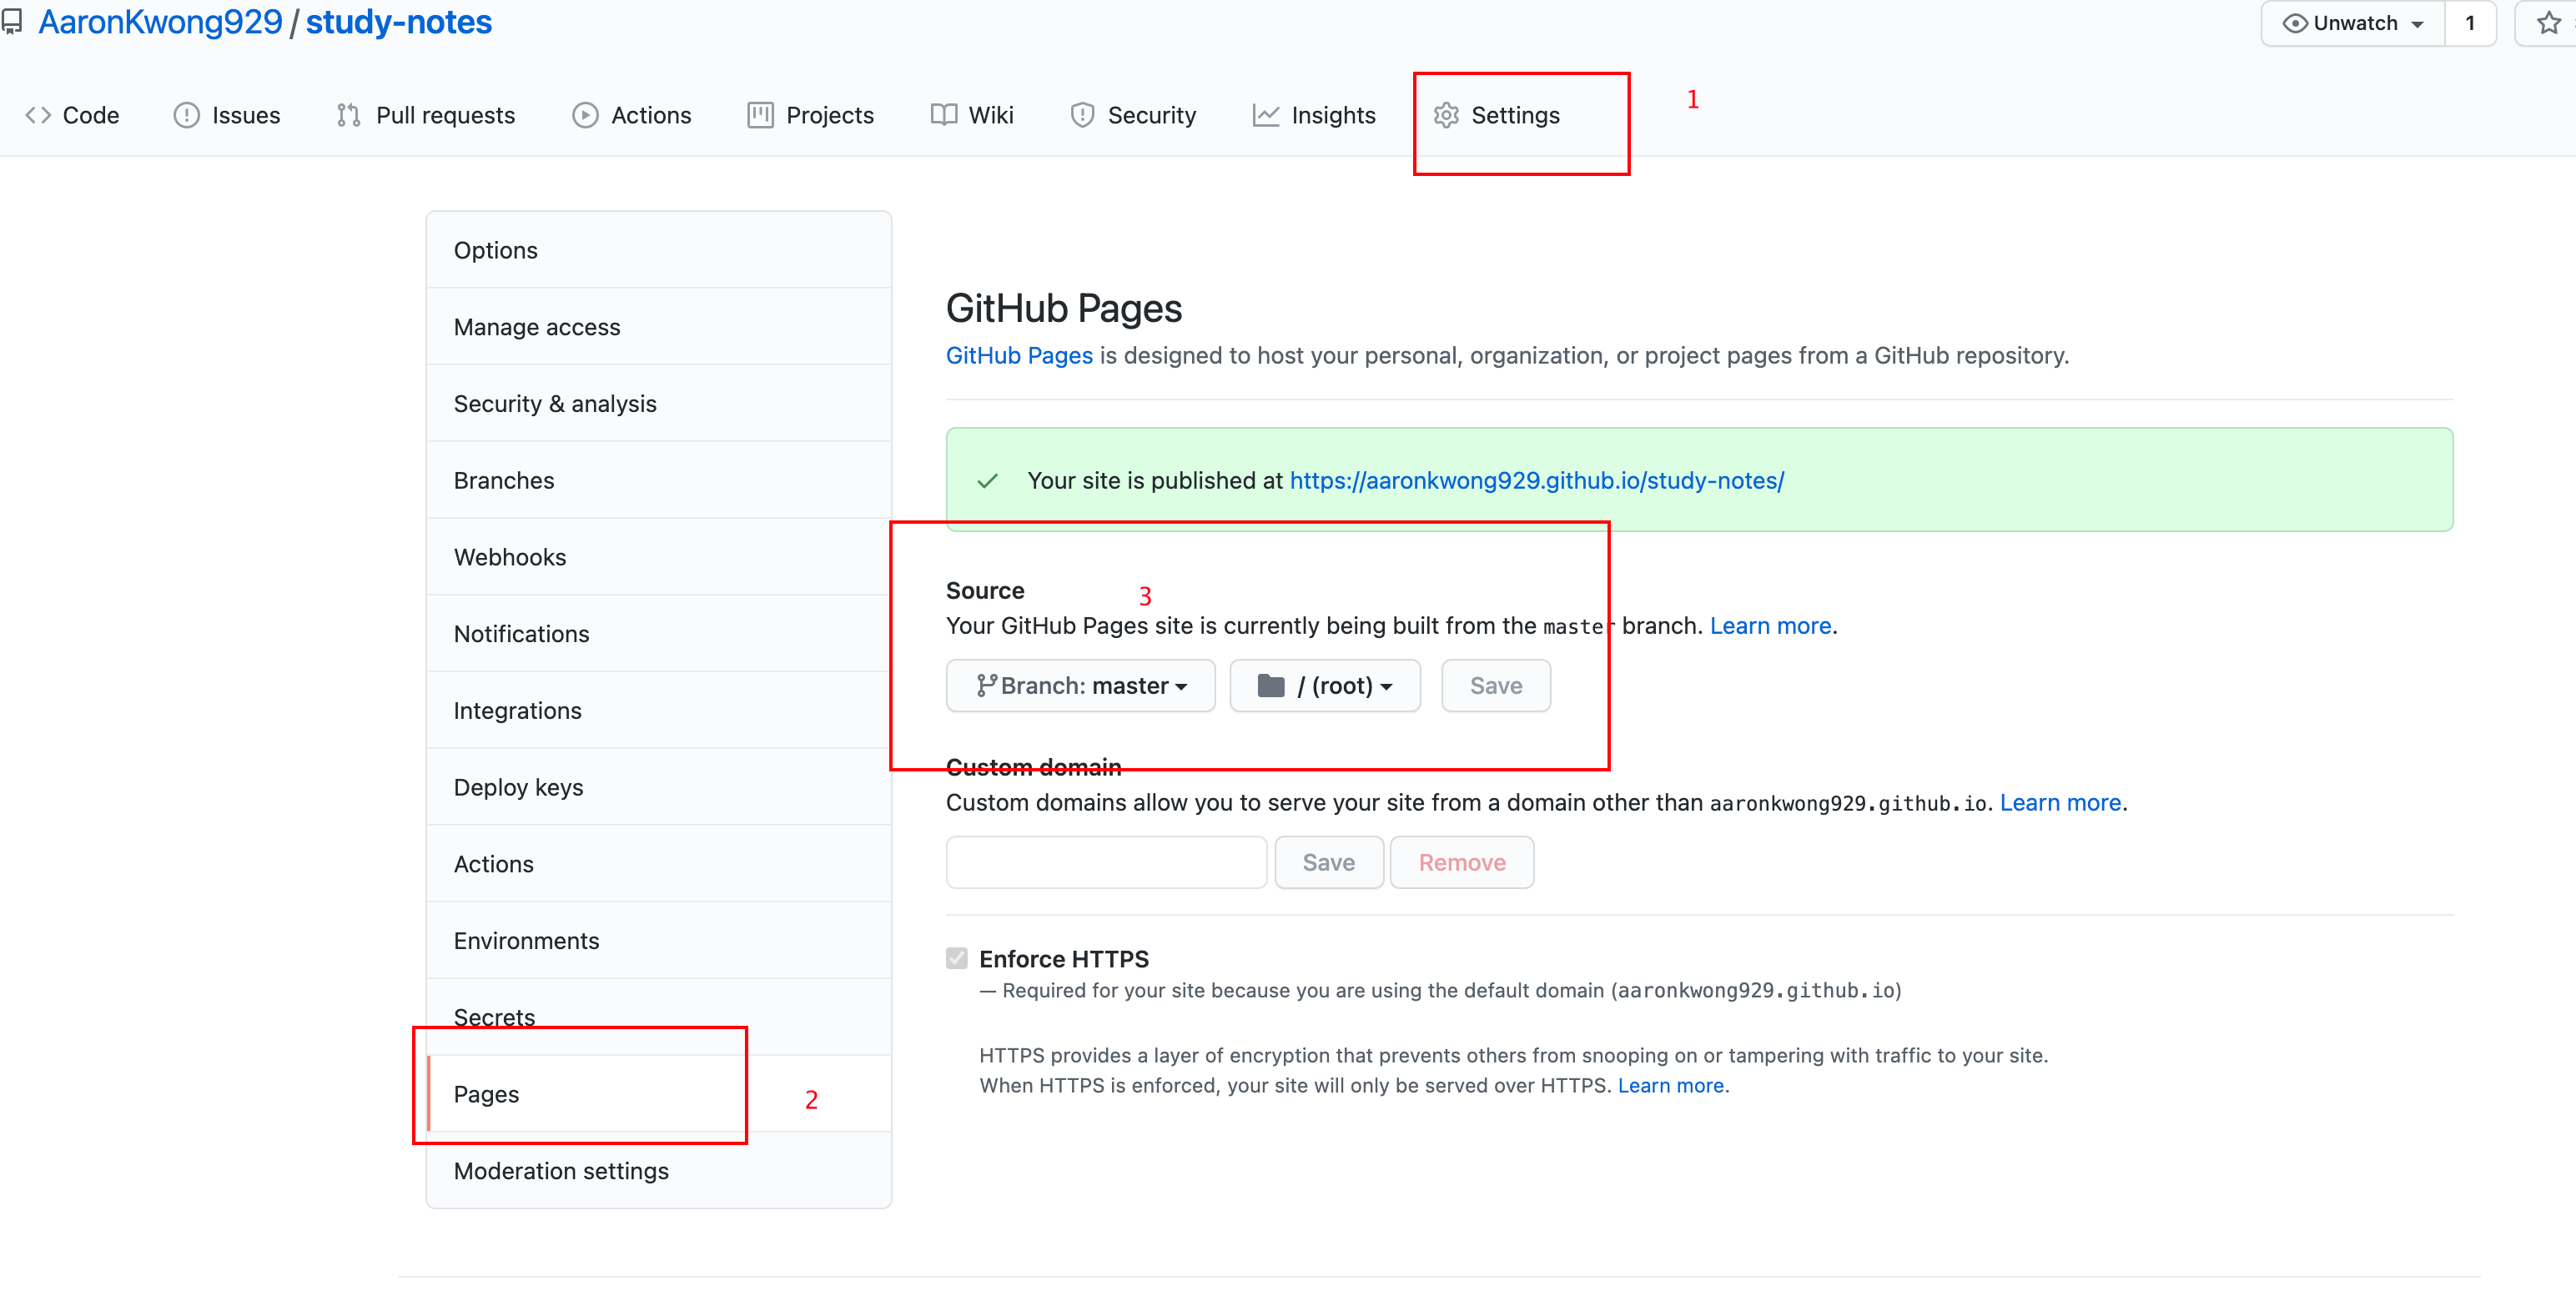 AaronKwong929 / study-notes
Unwatch 1
Code Issues Pull requests Actions Projects Wiki Security Insights Settings 1
Options
Manage access
Security & analysis
Branches
Webhooks
Notifications
Integrations
Deploy keys
Actions
Environments
Secrets
Pages 2
Moderation settings
GitHub Pages
GitHub Pages is designed to host your personal, organization, or project pages from a GitHub repository.
Your site is published at https://aaronkwong929.github.io/study-notes/
Source 3
Your GitHub Pages site is currently being built from the master branch. Learn more.
Branch: master / (root) Save
Custom domain
Custom domains allow you to serve your site from a domain other than aaronkwong929.github.io. Learn more.
Save Remove
Enforce HTTPS
— Required for your site because you are using the default domain (aaronkwong929.github.io)
HTTPS provides a layer of encryption that prevents others from snooping on or tampering with traffic to your site.
When HTTPS is enforced, your site will only be served over HTTPS. Learn more.